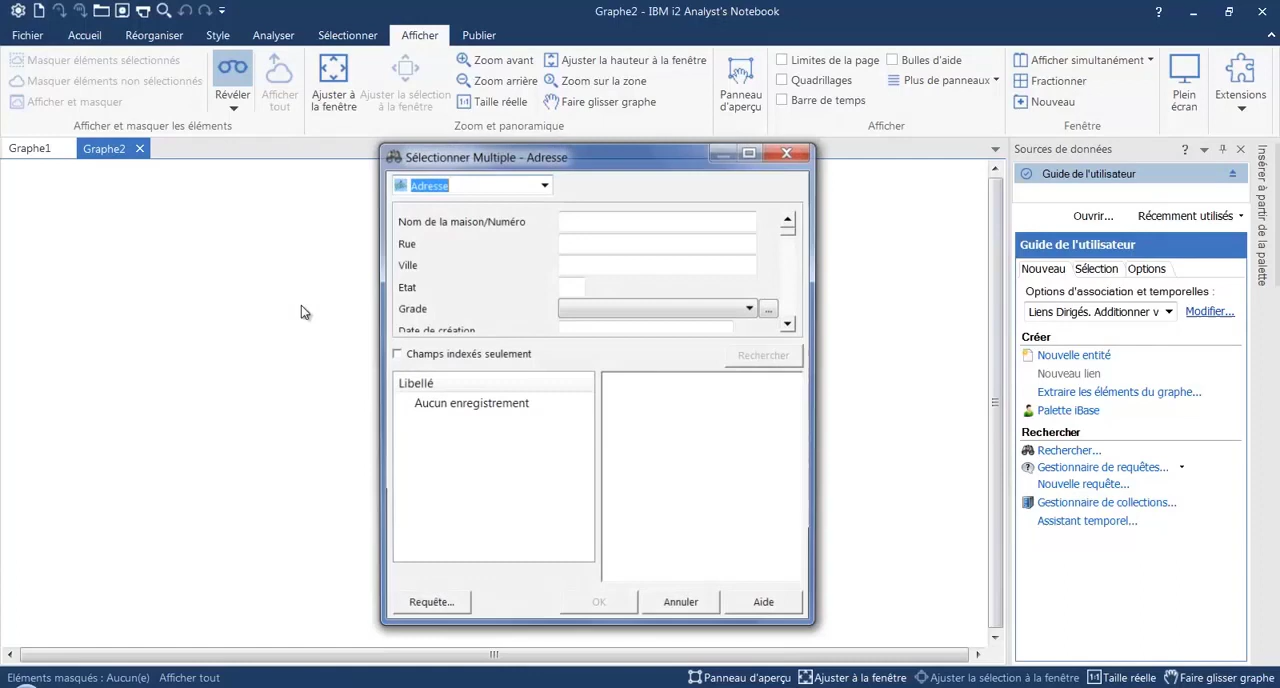 Graphe2 - IBM i2 Analyst's Notebook
?
Fichier Accueil Réorganiser Style Analyser Sélectionner Afficher Publier
Masquer éléments sélectionnés
Masquer éléments non sélectionnés
Afficher et masquer
Révéler
Afficher
tout
Afficher et masquer les éléments
Ajuster à
la fenêtre
Ajuster la sélection
à la fenêtre
Zoom avant
Zoom arrière
1:1 Taille réelle
Ajuster la hauteur à la fenêtre
Zoom sur la zone
Faire glisser graphe
Zoom et panoramique
Panneau
d'aperçu
Limites de la page
Quadrillages
Barre de temps
Bulles d'aide
Plus de panneaux
Afficher
Afficher simultanément
Fractionner
Nouveau
Fenêtre
Plein
écran
Extensions
Graphe1
Graphe2
Sélectionner Multiple - Adresse
Adresse
Nom de la maison/Numéro
Rue
Ville
Etat
Grade
...
Date de création
Champs indexés seulement
Rechercher
Libellé
Aucun enregistrement
Requête...
OK
Annuler
Aide
Sources de données
?
Guide de l'utilisateur
Ouvrir... Récemment utilisés
Guide de l'utilisateur
Nouveau Sélection Options
Options d'association et temporelles :
Liens Dirigés. Additionner v Modifier...
Créer
Nouvelle entité
Nouveau lien
Extraire les éléments du graphe...
Palette iBase
Rechercher
Rechercher...
Gestionnaire de requêtes...
Nouvelle requête...
Gestionnaire de collections...
Assistant temporel...
Insérer à partir de la palette
Eléments masqués : Aucun(e) Afficher tout
Panneau d'aperçu Ajuster à la fenêtre Ajuster la sélection à la fenêtre 1:1 Taille réelle Faire glisser graphe